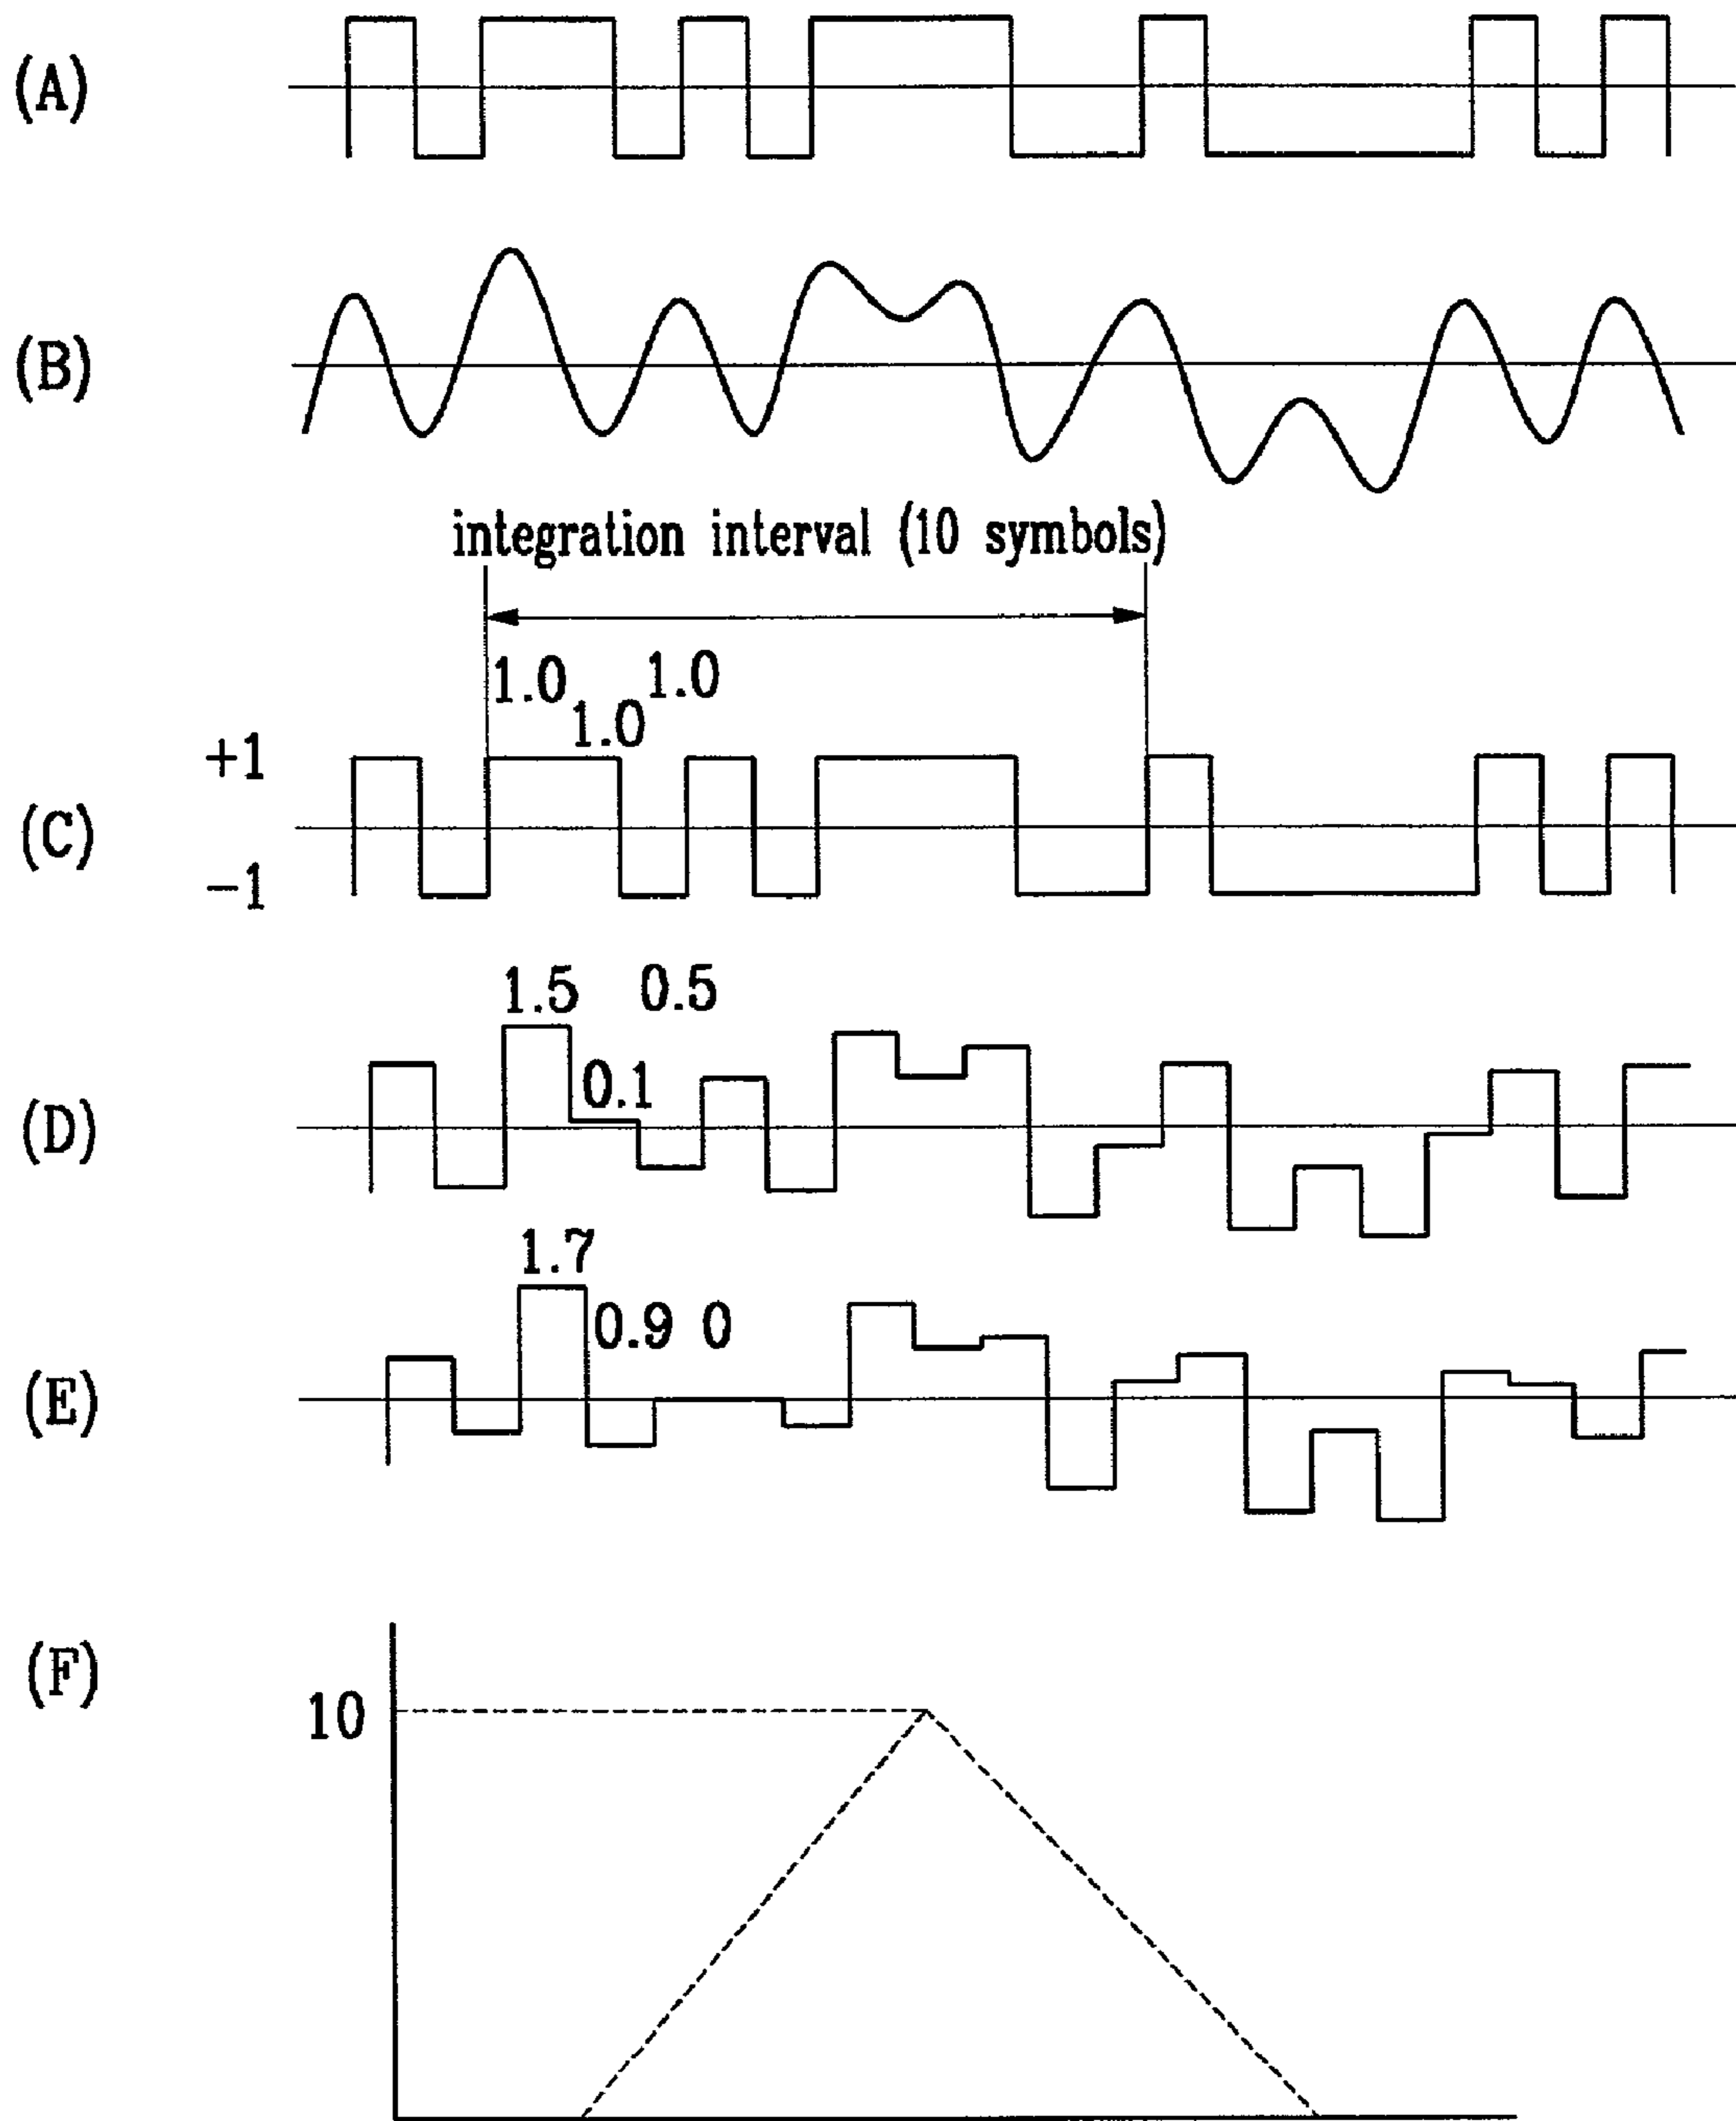 (A)
(B)
integration interval (10 symbols)
1.0 1.0 1.0
+1
(C)
-1
1.5 0.5
0.1
(D)
1.7
0.9 0
(E)
(F)
10